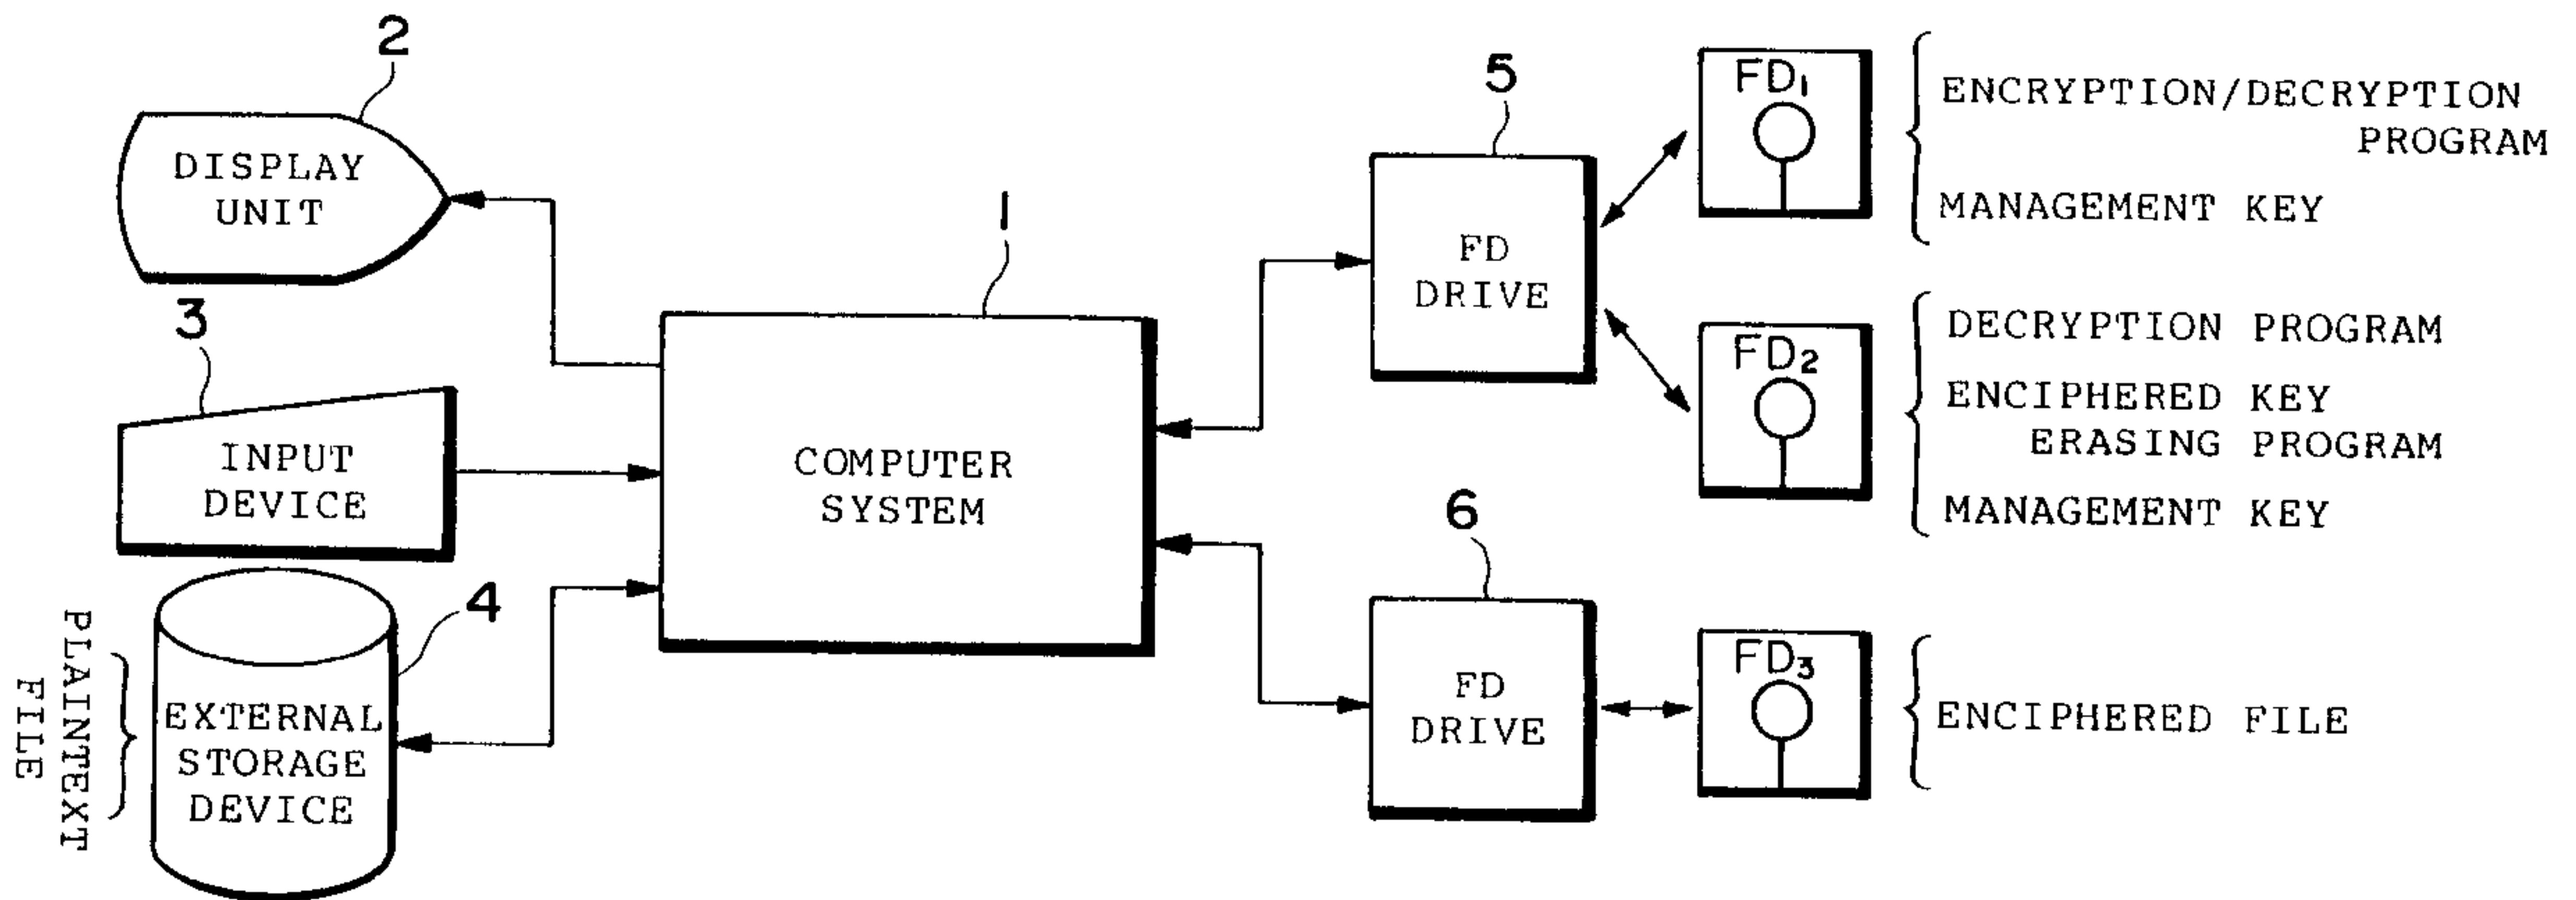 2
DISPLAY
UNIT
3
INPUT
DEVICE
4
EXTERNAL
STORAGE
DEVICE
PLAINTEXT
FILE
1
COMPUTER
SYSTEM
5
FD
DRIVE
6
FD
DRIVE
FD₁
ENCRYPTION/DECRYPTION
PROGRAM
MANAGEMENT KEY
FD₂
DECRYPTION PROGRAM
ENCIPHERED KEY
ERASING PROGRAM
MANAGEMENT KEY
FD₃
ENCIPHERED FILE